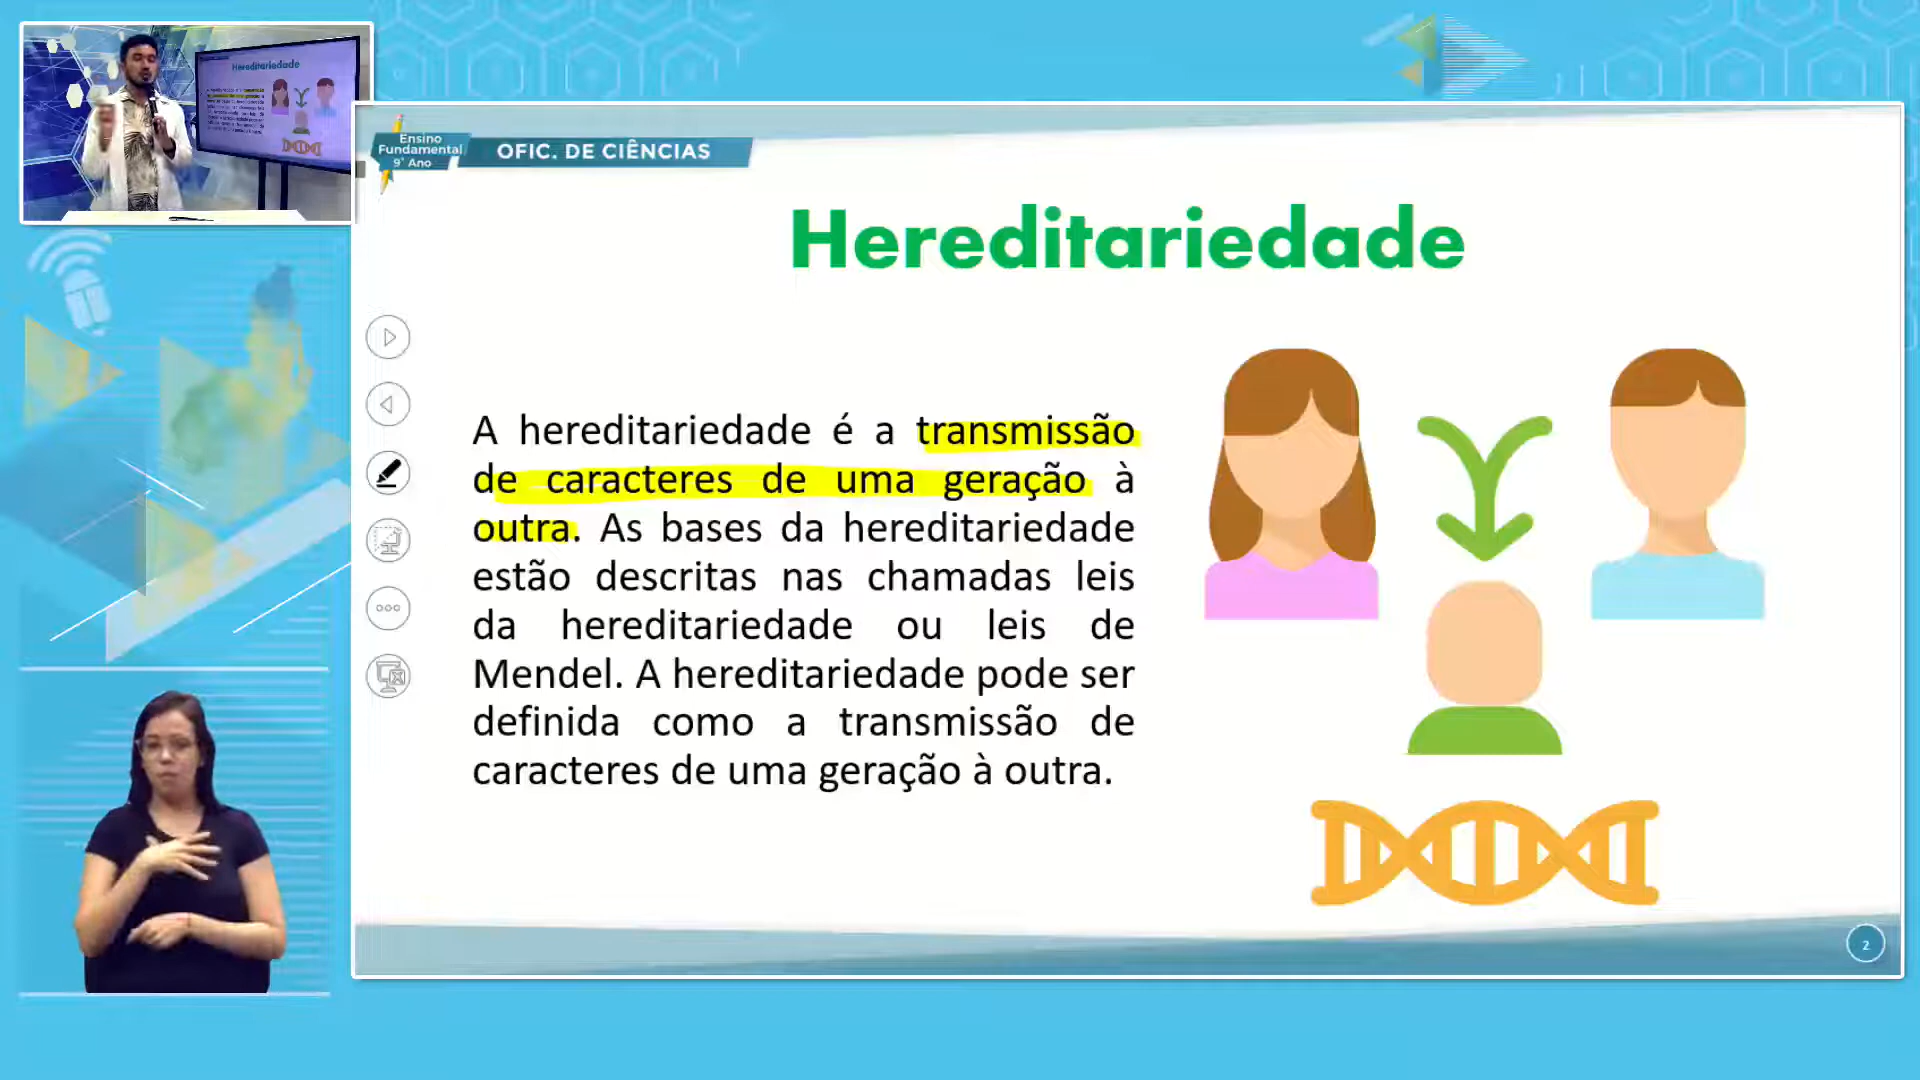 Hereditariedade
Ensino
Fundamental
9° Ano
OFIC. DE CIÊNCIAS
Hereditariedade
A hereditariedade é a transmissão
de caracteres de uma geração à
outra. As bases da hereditariedade
estão descritas nas chamadas leis
da hereditariedade ou leis de
Mendel. A hereditariedade pode ser
definida como a transmissão de
caracteres de uma geração à outra.
2